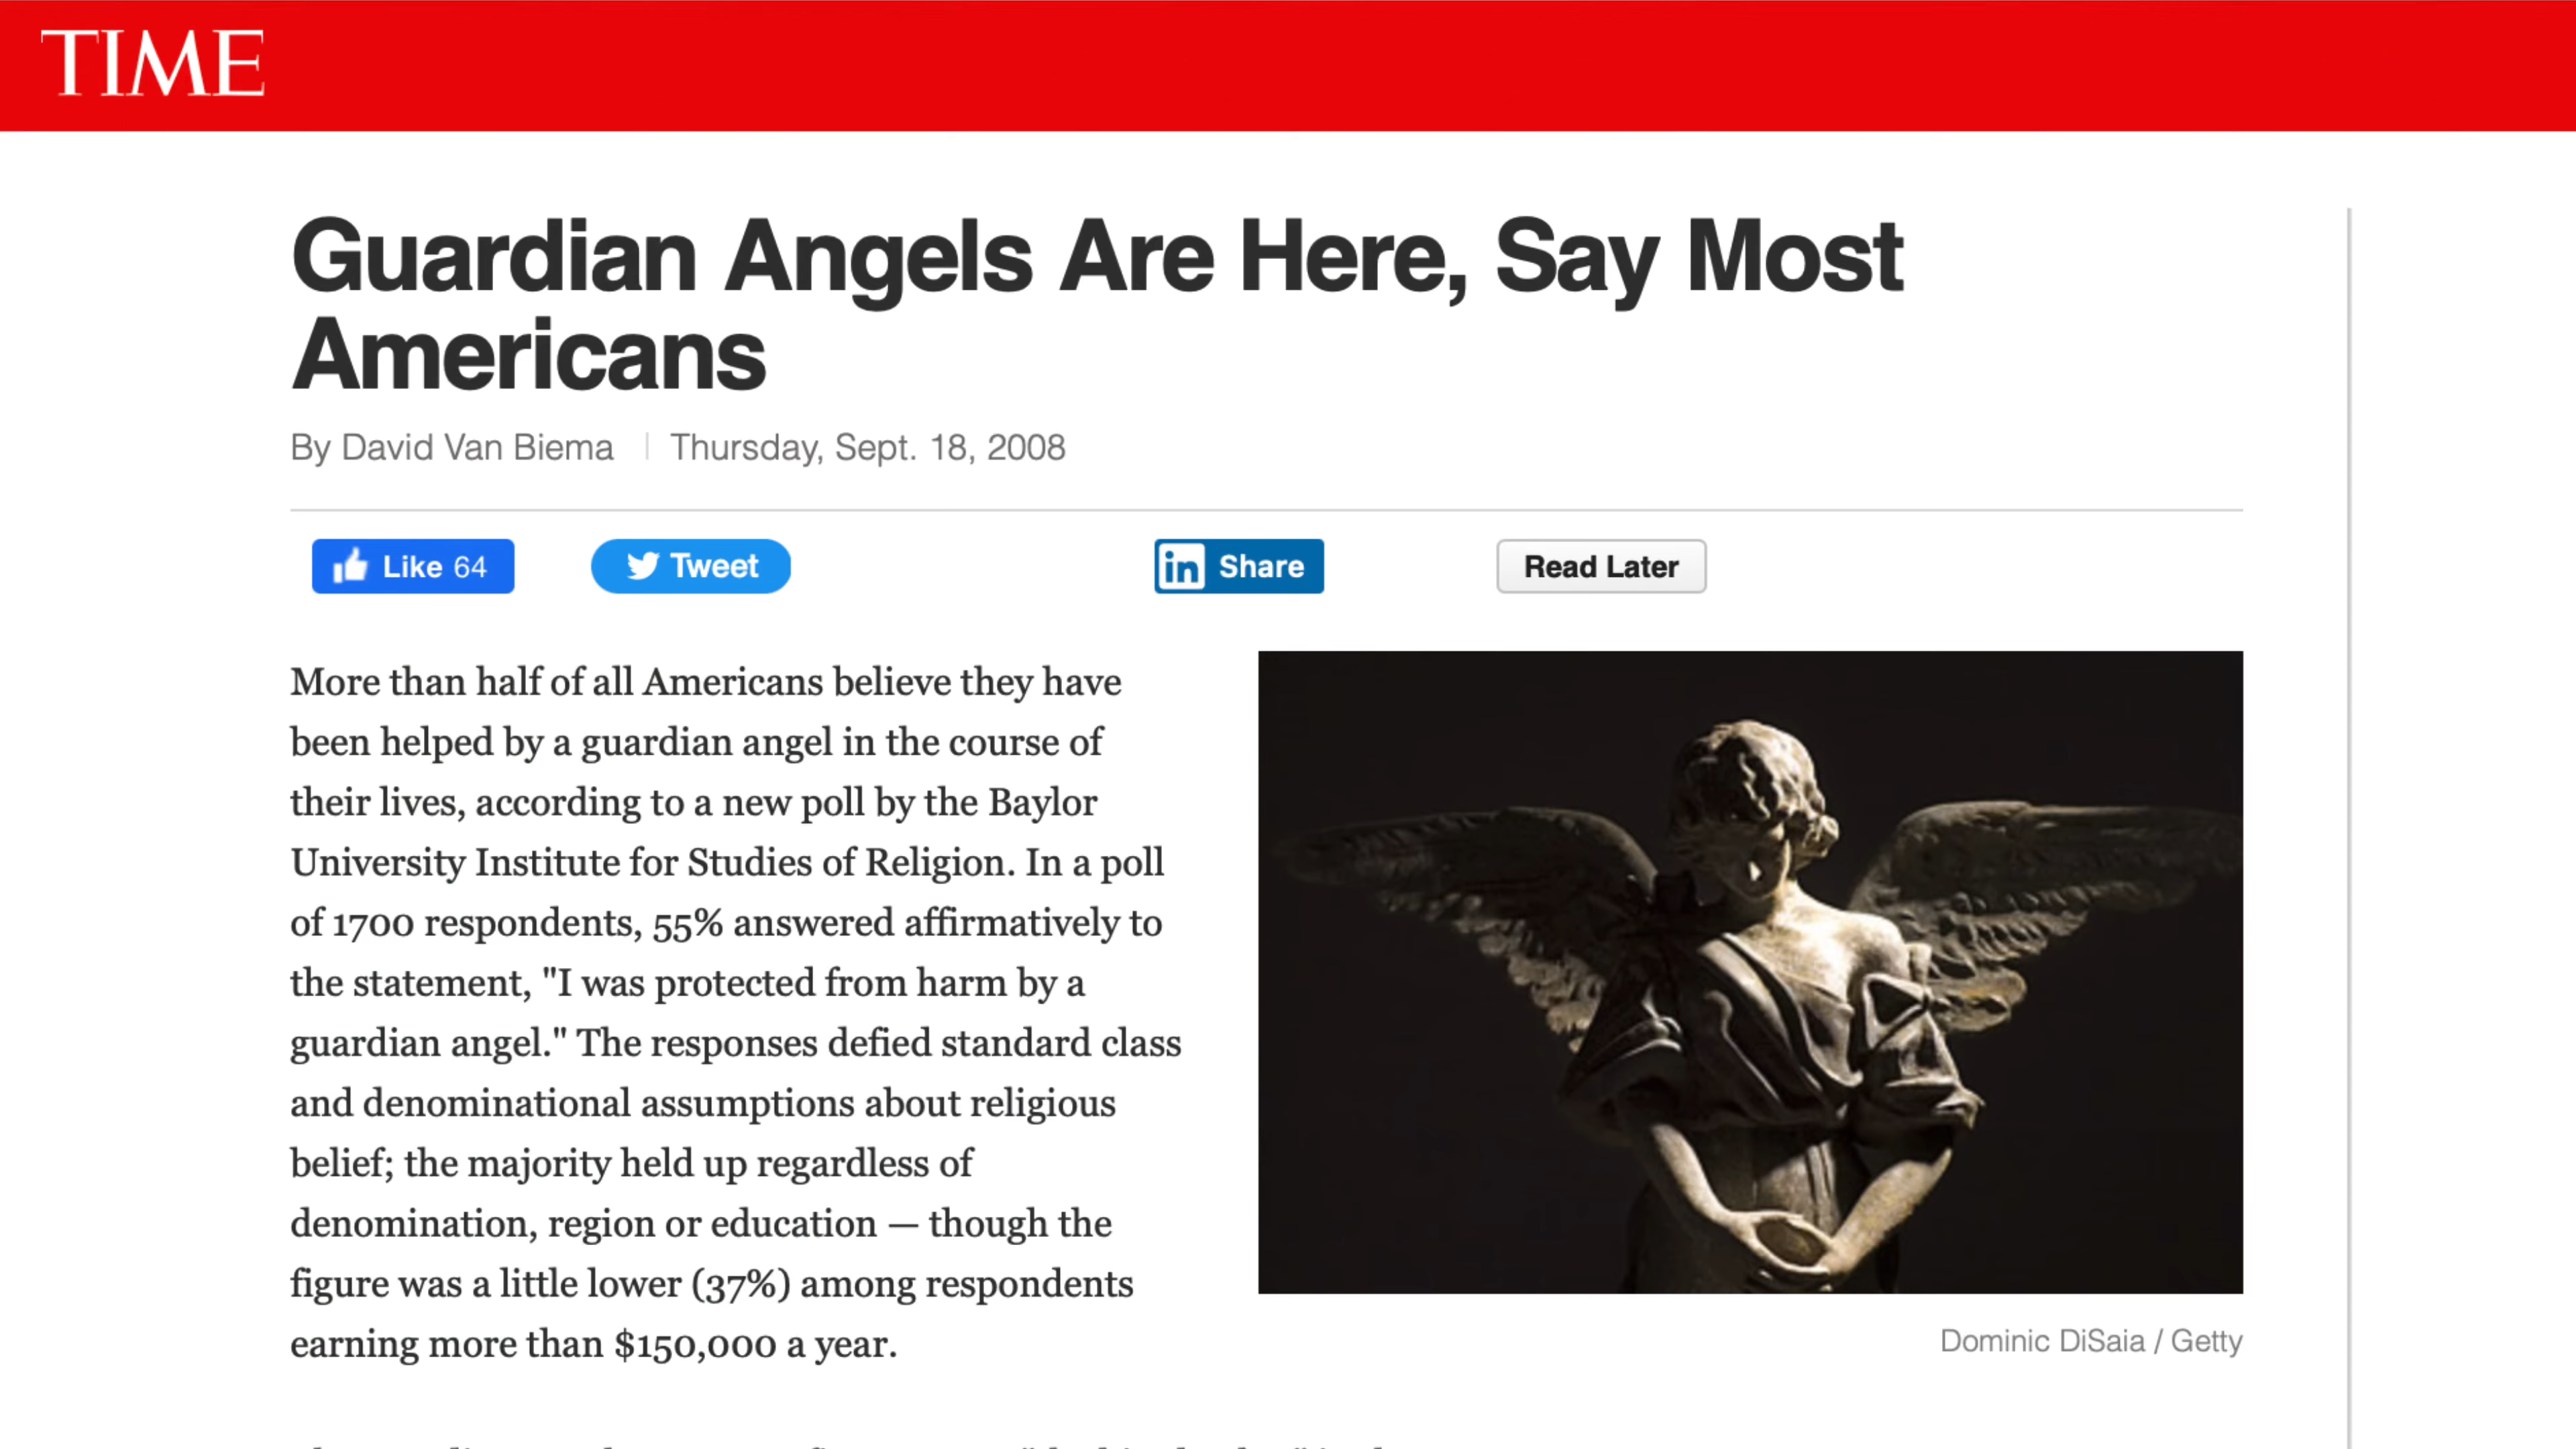 TIME
Guardian Angels Are Here, Say Most
Americans
By David Van Biema | Thursday, Sept. 18, 2008
Like 64
Tweet
in Share
Read Later
More than half of all Americans believe they have
been helped by a guardian angel in the course of
their lives, according to a new poll by the Baylor
University Institute for Studies of Religion. In a poll
of 1700 respondents, 55% answered affirmatively to
the statement, "I was protected from harm by a
guardian angel." The responses defied standard class
and denominational assumptions about religious
belief; the majority held up regardless of
denomination, region or education — though the
figure was a little lower (37%) among respondents
earning more than $150,000 a year.
Dominic DiSaia / Getty